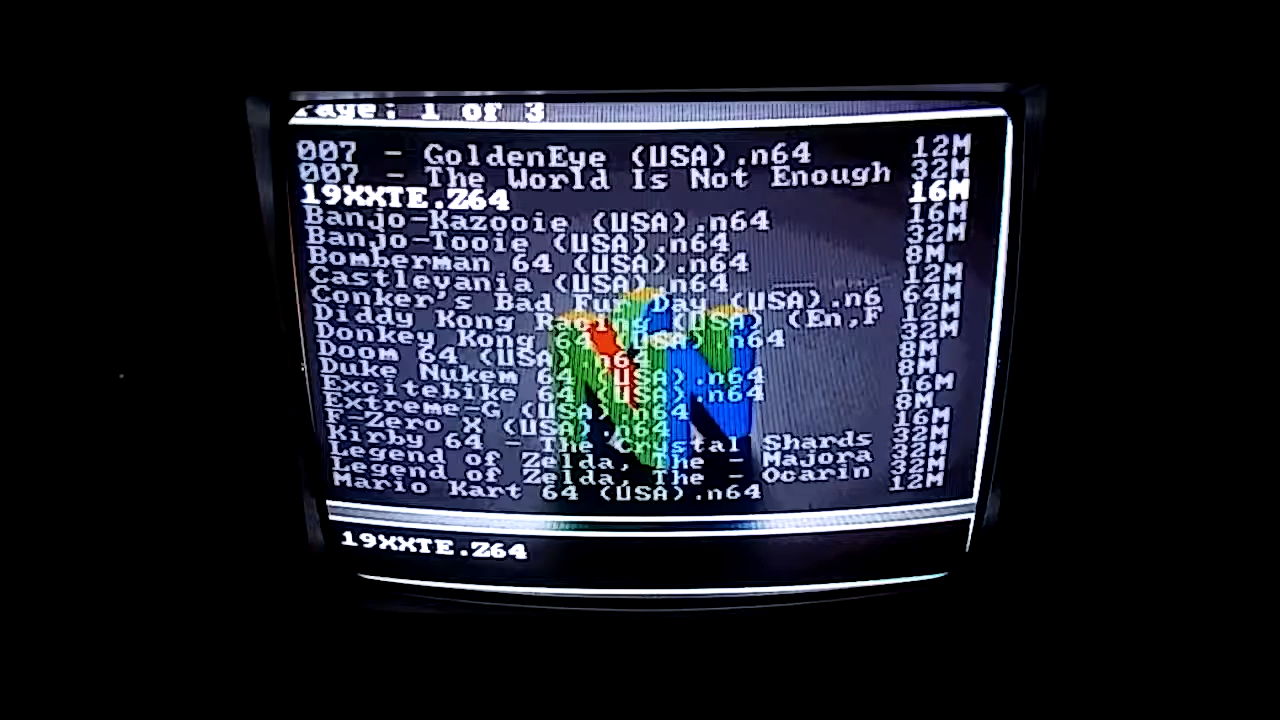 Page: 1 of 3
007 - GoldenEye (USA).n64 12M
007 - The World Is Not Enough 32M
19XXTE.Z64 16M
Banjo-Kazooie (USA).n64 16M
Banjo-Tooie (USA).n64 32M
Bomberman 64 (USA).n64 8M
Castlevania (USA).n64 12M
Conker's Bad Fur Day (USA).n6 64M
Diddy Kong Racing (USA) (En,F 12M
Donkey Kong 64 (USA).n64 32M
Doom 64 (USA).n64 8M
Duke Nukem 64 (USA).n64 8M
Excitebike 64 (USA).n64 16M
Extreme-G (USA).n64 8M
F-Zero X (USA).n64 16M
Kirby 64 - The Crystal Shards 32M
Legend of Zelda, The - Majora 32M
Legend of Zelda, The - Ocarin 32M
Mario Kart 64 (USA).n64 12M
19XXTE.Z64